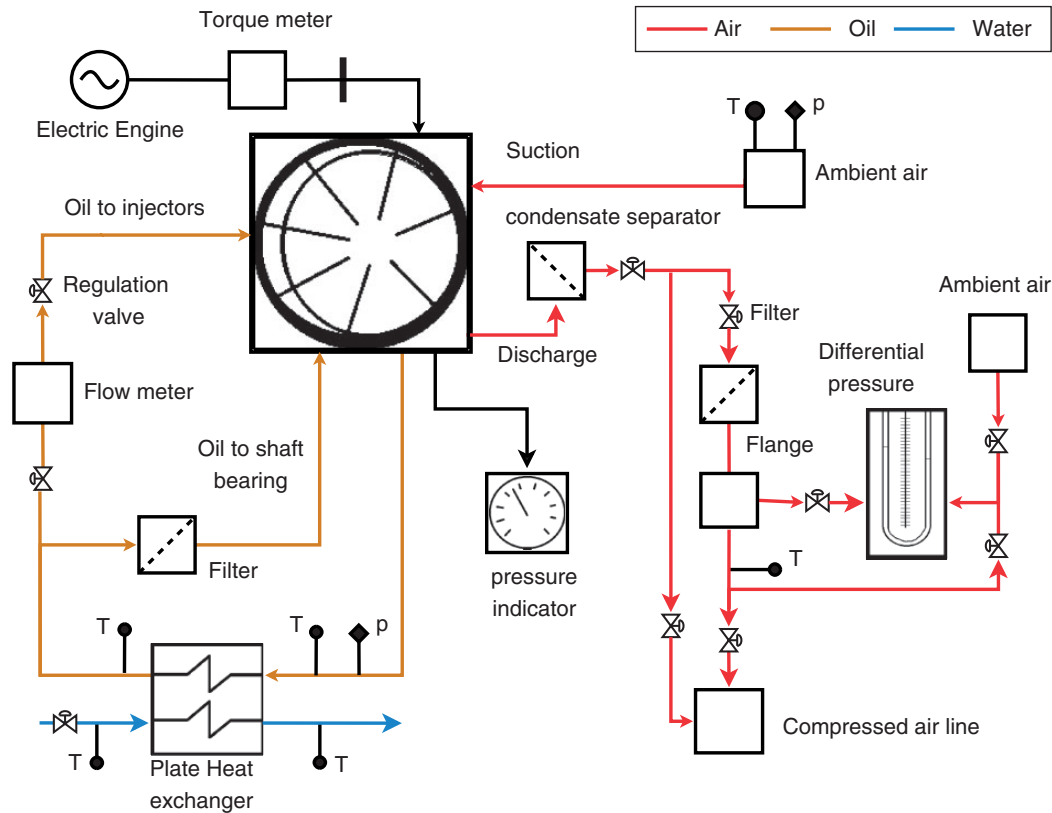 Torque meter
Air
Oil
Water
T
p
Electric Engine
Suction
Ambient air
Oil to injectors
condensate separator
Regulation
valve
Ambient air
Filter
Discharge
Differential
pressure
Flow meter
Flange
Oil to shaft
bearing
Filter
T
pressure
indicator
T
T
p
T
T
Compressed air line
Plate Heat
exchanger